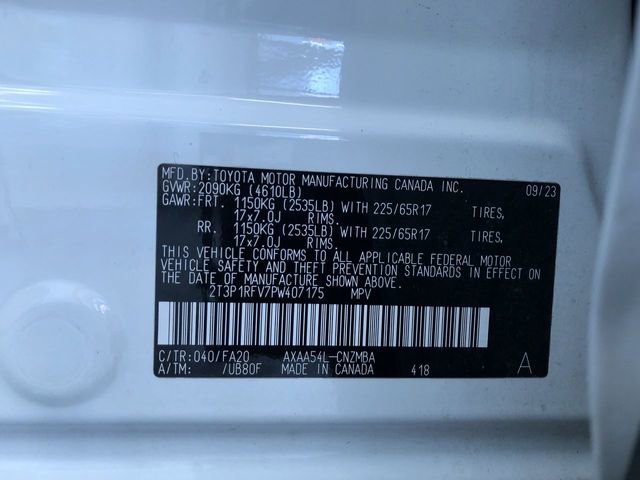 MFD.BY:TOYOTA MOTOR MANUFACTURING CANADA INC. 09/23
GVWR:2090KG (4610LB)
GAWR:FRT. 1150KG (2535LB) WITH 225/65R17 TIRES,
17x7.0J RIMS.
RR. 1150KG (2535LB) WITH 225/65R17 TIRES,
17x7.0J RIMS.
THIS VEHICLE CONFORMS TO ALL APPLICABLE FEDERAL MOTOR
VEHICLE SAFETY AND THEFT PREVENTION STANDARDS IN EFFECT ON
THE DATE OF MANUFACTURE SHOWN ABOVE.
2T3P1RFV7PW407175 MPV
C/TR:040/FA20 AXAA54L-CNZMBA
A/TM: /UB80F MADE IN CANADA 418 A